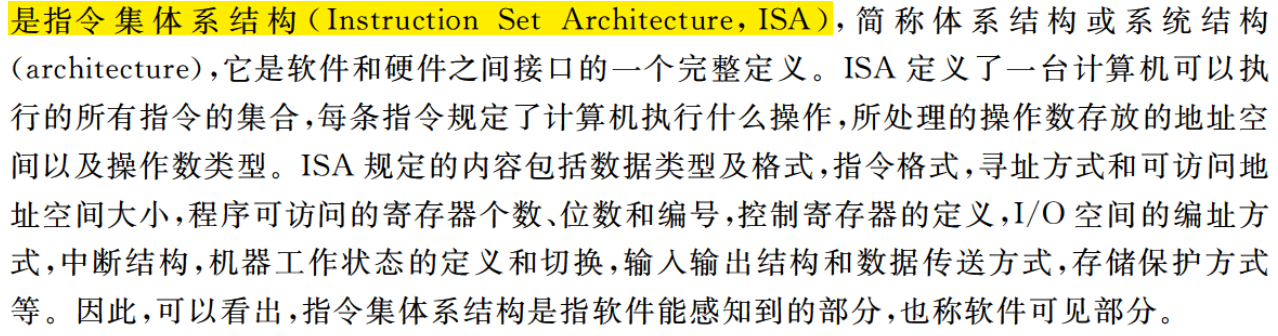 是指令集体系结构(Instruction Set Architecture,ISA),简称体系结构或系统结构
(architecture),它是软件和硬件之间接口的一个完整定义。ISA 定义了一台计算机可以执
行的所有指令的集合,每条指令规定了计算机执行什么操作,所处理的操作数存放的地址空
间以及操作数类型。ISA 规定的内容包括数据类型及格式,指令格式,寻址方式和可访问地
址空间大小,程序可访问的寄存器个数、位数和编号,控制寄存器的定义,I/O 空间的编址方
式,中断结构,机器工作状态的定义和切换,输入输出结构和数据传送方式,存储保护方式
等。因此,可以看出,指令集体系结构是指软件能感知到的部分,也称软件可见部分。